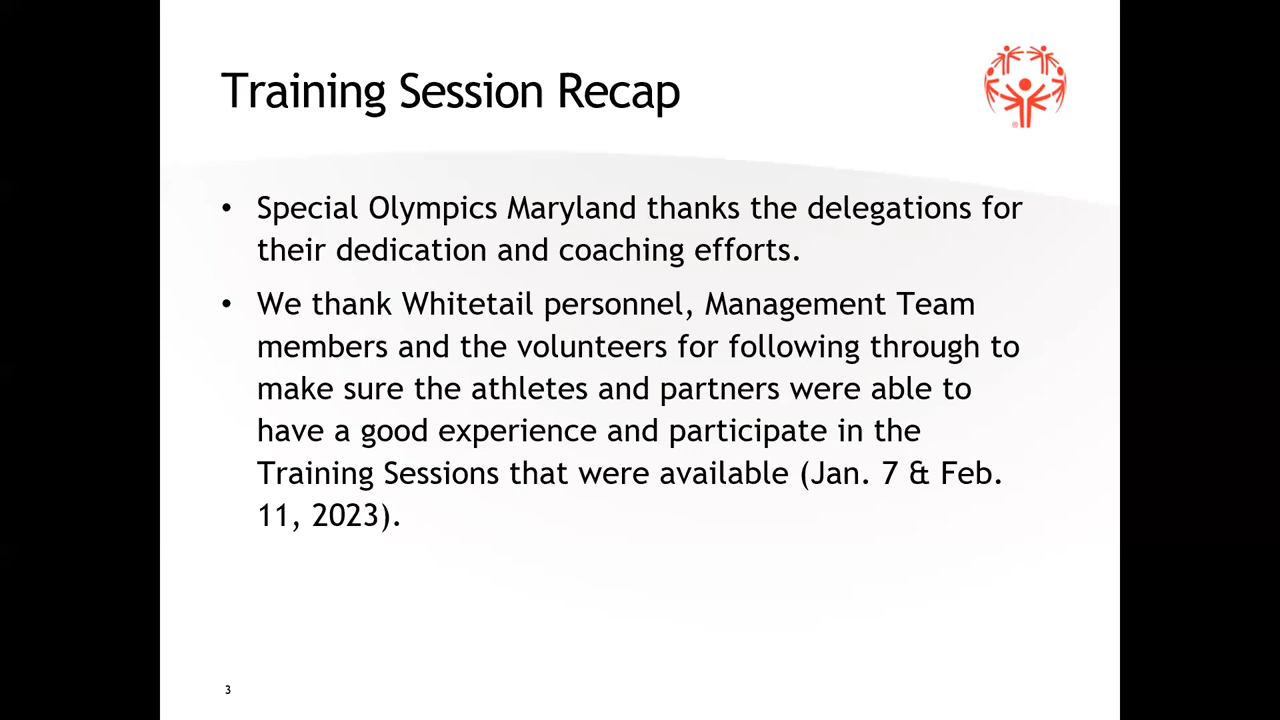 Training Session Recap
®
• Special Olympics Maryland thanks the delegations for
their dedication and coaching efforts.
• We thank Whitetail personnel, Management Team
members and the volunteers for following through to
make sure the athletes and partners were able to
have a good experience and participate in the
Training Sessions that were available (Jan. 7 & Feb.
11, 2023).
3